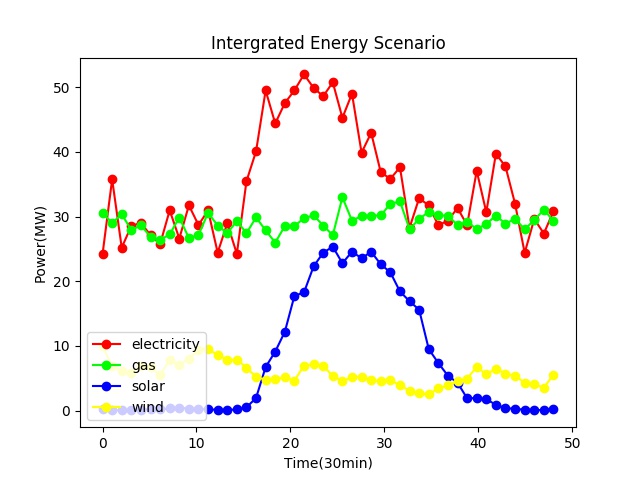 Intergrated Energy Scenario
Power(MW)
50
40
30
20
10
0
electricity
gas
solar
wind
0 10 20 30 40 50
Time(30min)